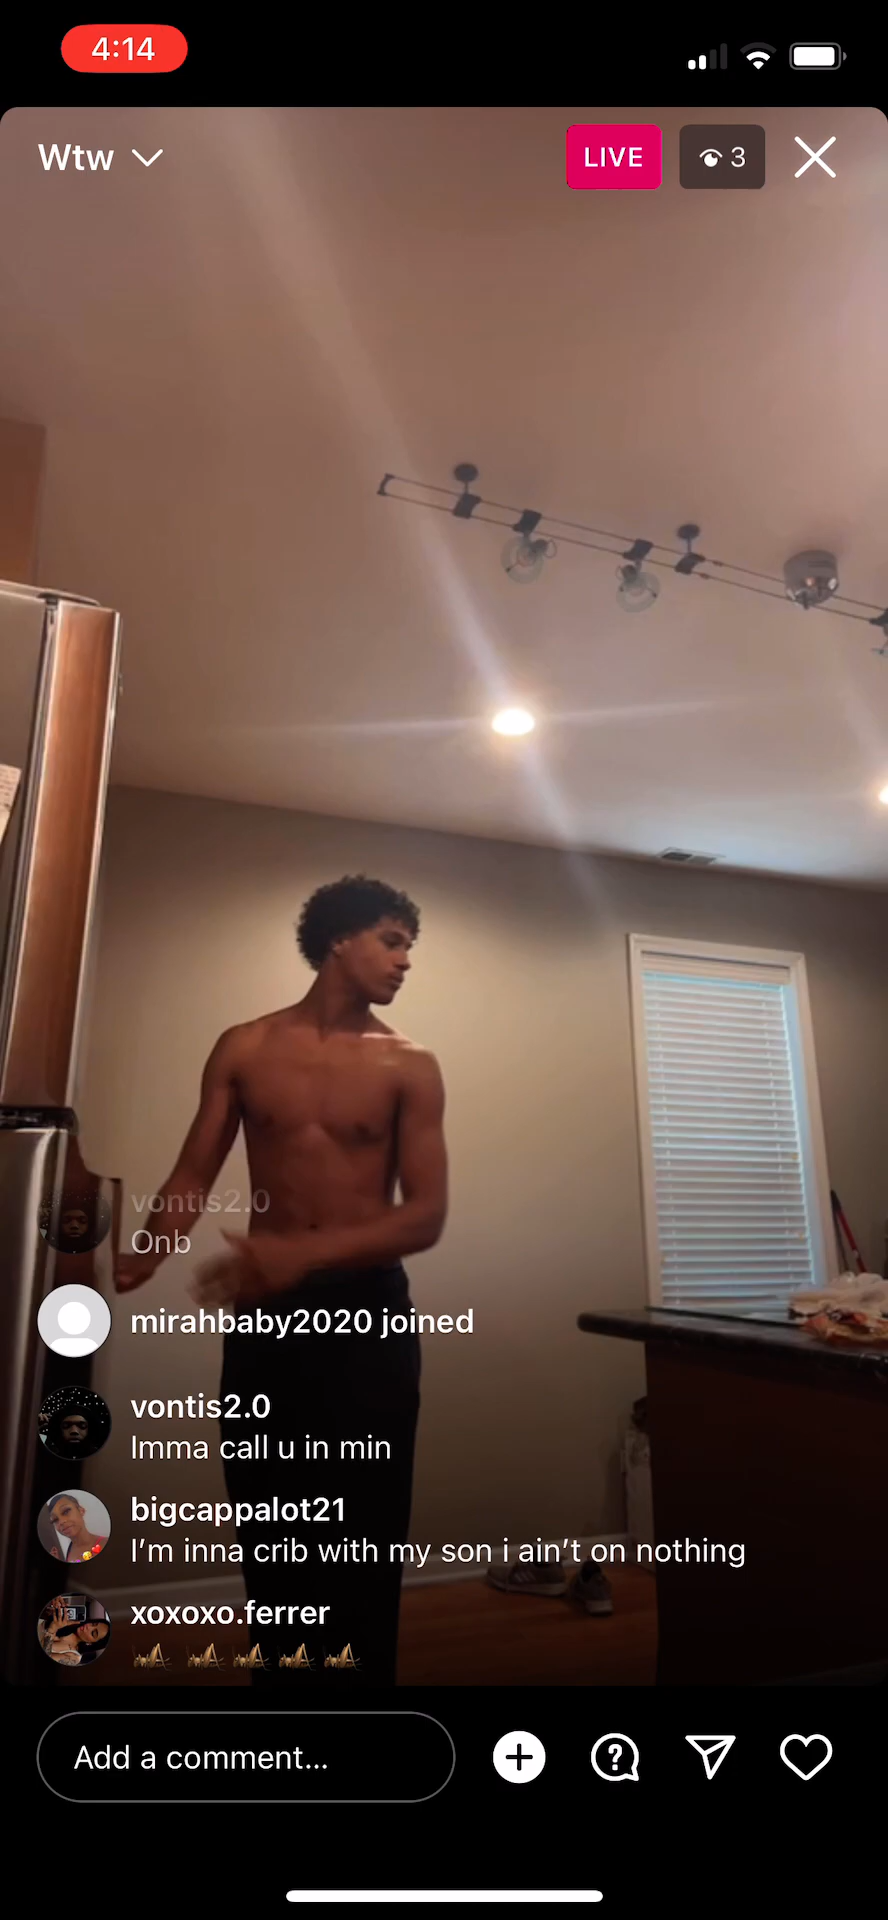 4:14
Wtw
LIVE
3
vontis2.0
Onb
mirahbaby2020 joined
vontis2.0
Imma call u in min
bigcappalot21
I'm inna crib with my son i ain't on nothing
xoxoxo.ferrer
🦗 🦗 🦗 🦗 🦗
Add a comment...